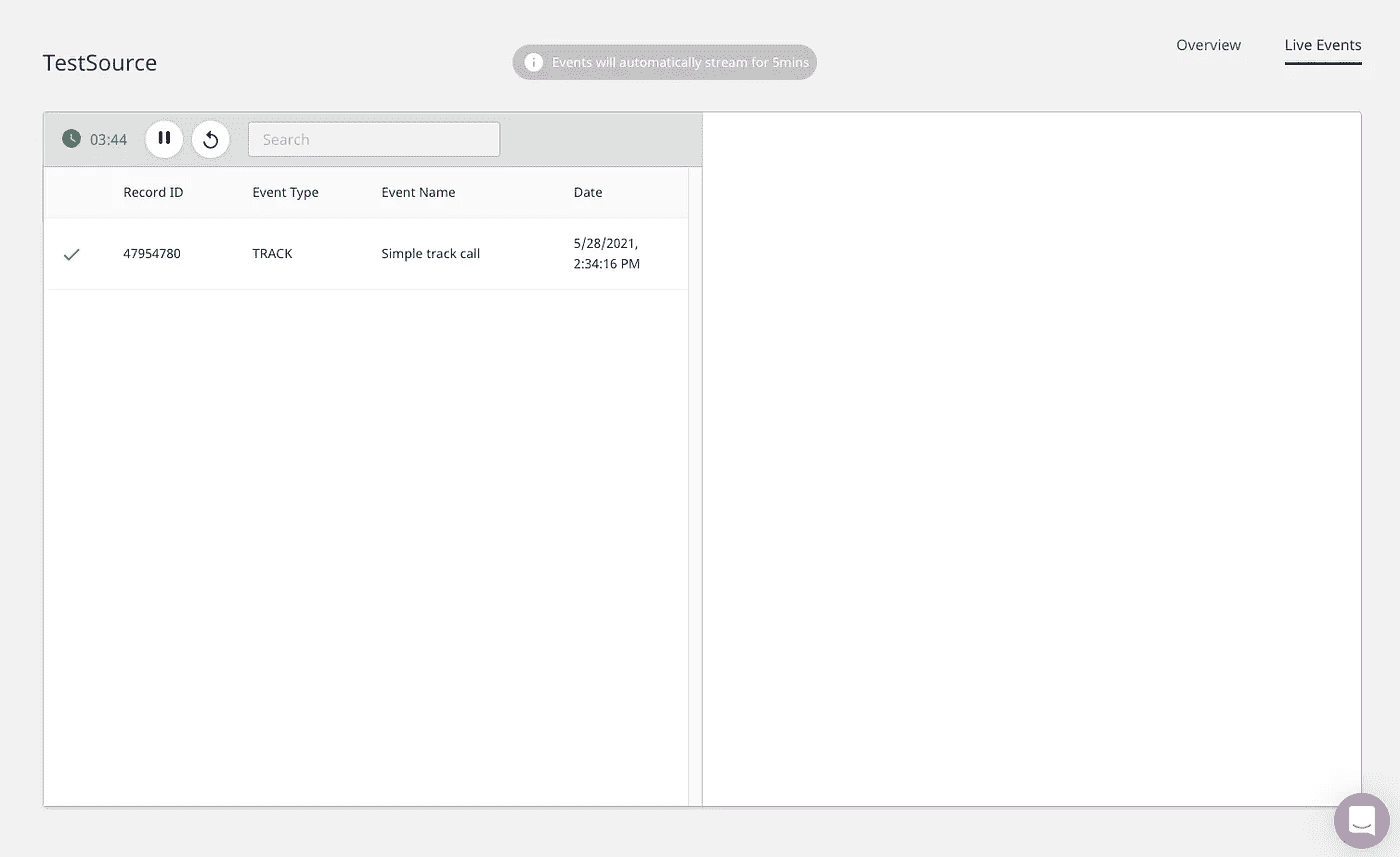 TestSource
Events will automatically stream for 5mins
Overview
Live Events
03:44
Search
Record ID
Event Type
Event Name
Date
47954780
TRACK
Simple track call
5/28/2021,
2:34:16 PM